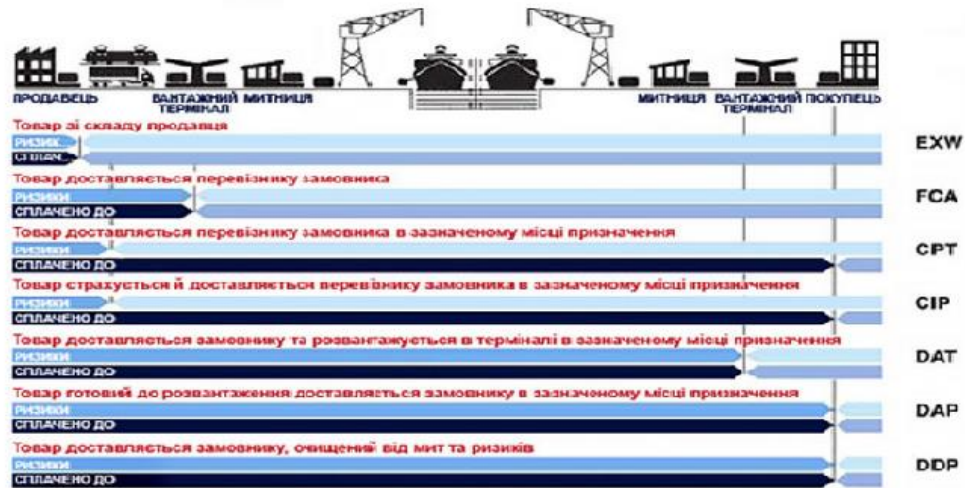 ПРОДАВЕЦЬ ВАНТАЖНИЙ МИТНИЦЯ МИТНИЦЯ ВАНТАЖНИЙ ПОКУПЕЦЬ
ТЕРМІНАЛ ТЕРМІНАЛ
Товар зі складу продавця
РИЗИК
СПЛАЧ
EXW
Товар доставляється перевізнику замовника
РИЗИКИ
СПЛАЧЕНО ДО
FCA
Товар доставляється перевізнику замовника в зазначеному місці призначення
РИЗИКИ
СПЛАЧЕНО ДО
CPT
Товар страхується й доставляється перевізнику замовника в зазначеному місці призначення
РИЗИКИ
СПЛАЧЕНО ДО
CIP
Товар доставляється замовнику та розвантажується в терміналі в зазначеному місці призначення
РИЗИКИ
СПЛАЧЕНО ДО
DAT
Товар готовий до розвантаження доставляється замовнику в зазначеному місці призначення
РИЗИКИ
СПЛАЧЕНО ДО
DAP
Товар доставляється замовнику, очищений від мит та ризиків
РИЗИКИ
СПЛАЧЕНО ДО
DDP